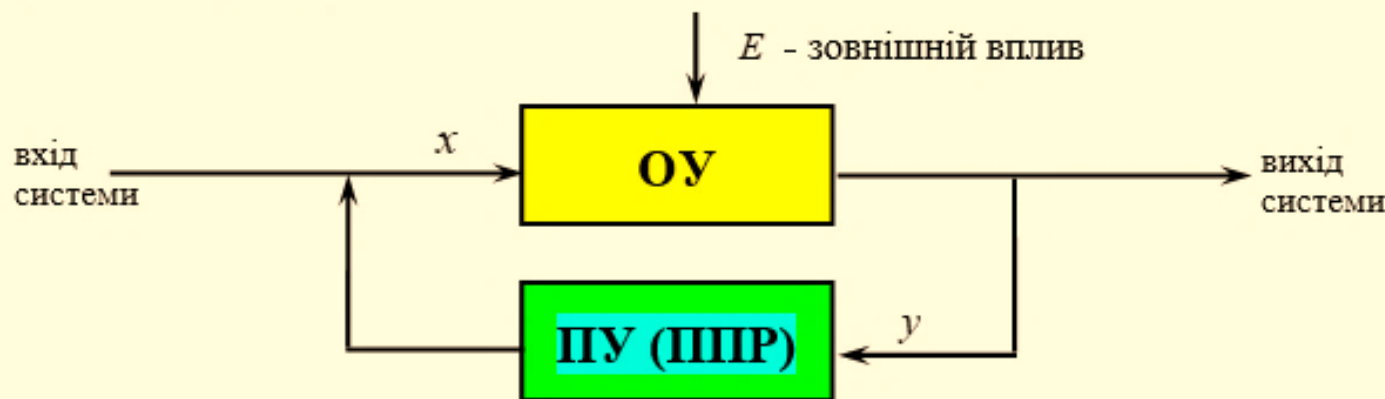 E - зовнішній вплив
x
вхід
системи
ОУ
вихід
системи
ПУ (ППР)
y